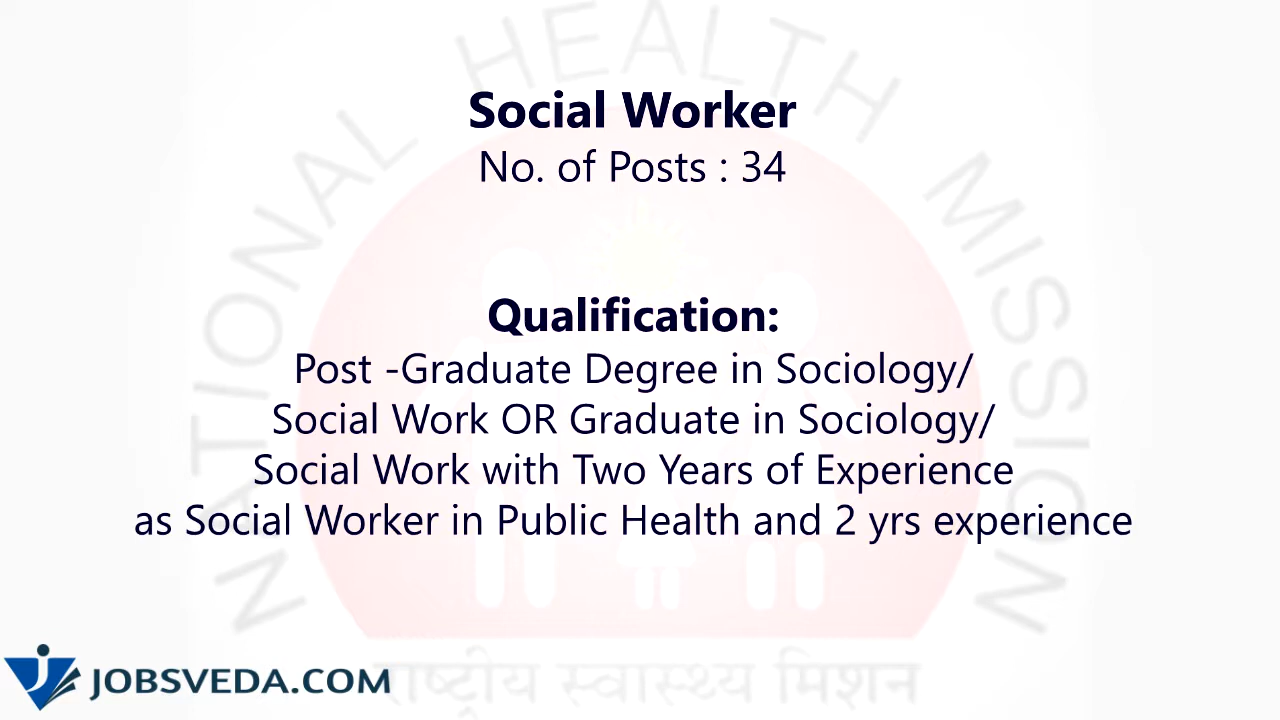 NATIONAL HEALTH MISSION
Social Worker
No. of Posts : 34
Qualification:
Post -Graduate Degree in Sociology/
Social Work OR Graduate in Sociology/
Social Work with Two Years of Experience
as Social Worker in Public Health and 2 yrs experience
JOBSVEDA.COM
राष्ट्रीय स्वास्थ्य मिशन